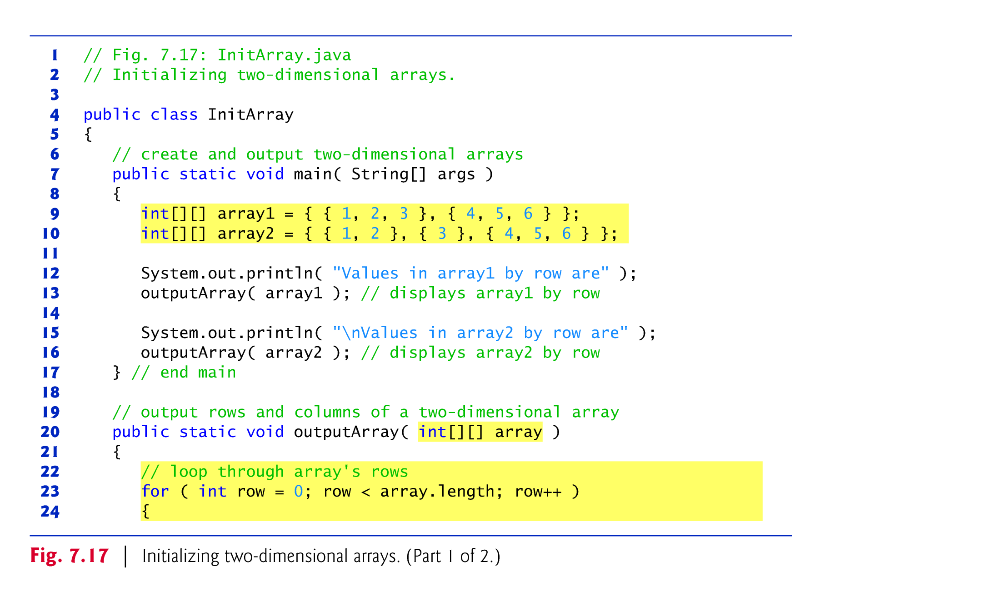 1 // Fig. 7.17: InitArray.java
2 // Initializing two-dimensional arrays.
3
4 public class InitArray
5 {
6    // create and output two-dimensional arrays
7    public static void main( String[] args )
8    {
9       int[][] array1 = { { 1, 2, 3 }, { 4, 5, 6 } };
10       int[][] array2 = { { 1, 2 }, { 3 }, { 4, 5, 6 } };
11
12       System.out.println( "Values in array1 by row are" );
13       outputArray( array1 ); // displays array1 by row
14
15       System.out.println( "\nValues in array2 by row are" );
16       outputArray( array2 ); // displays array2 by row
17    } // end main
18
19    // output rows and columns of a two-dimensional array
20    public static void outputArray( int[][] array )
21    {
22       // loop through array's rows
23       for ( int row = 0; row < array.length; row++ )
24       {
Fig. 7.17 | Initializing two-dimensional arrays. (Part 1 of 2.)